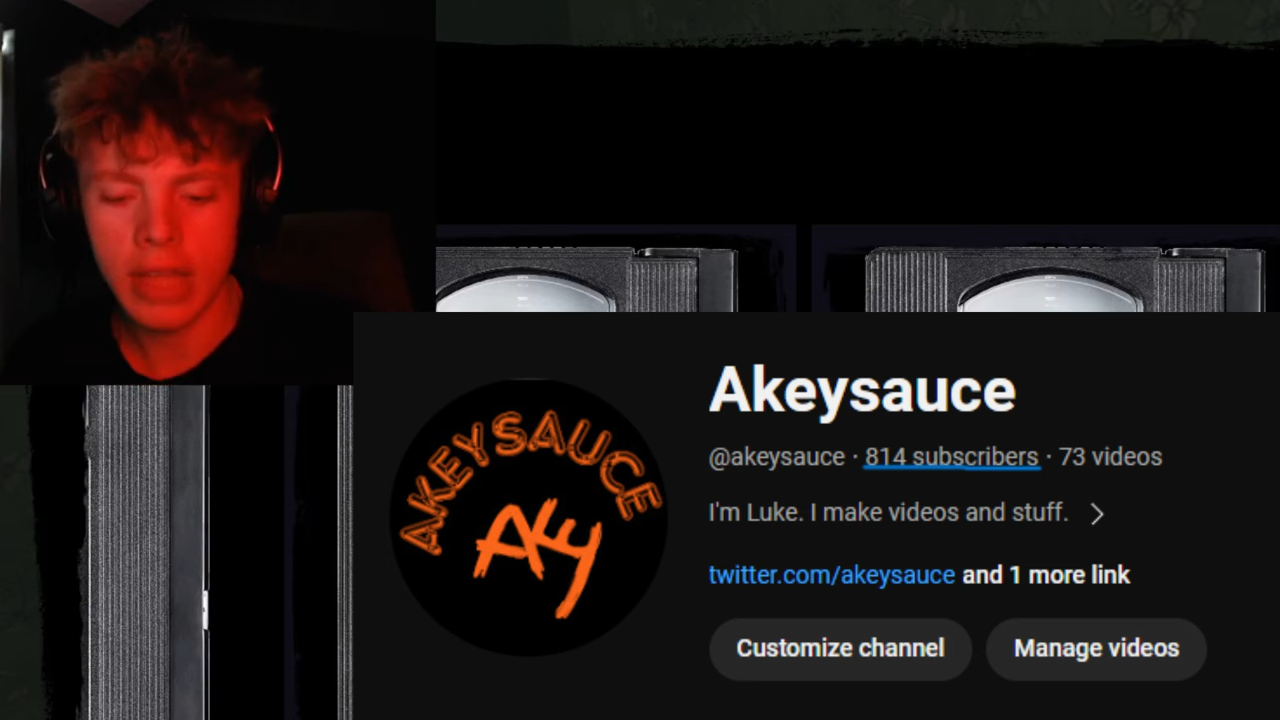 Akeysauce
@akeysauce · 814 subscribers · 73 videos
I'm Luke. I make videos and stuff.
twitter.com/akeysauce and 1 more link
Customize channel
Manage videos
AKEYSAUCE
AKEY